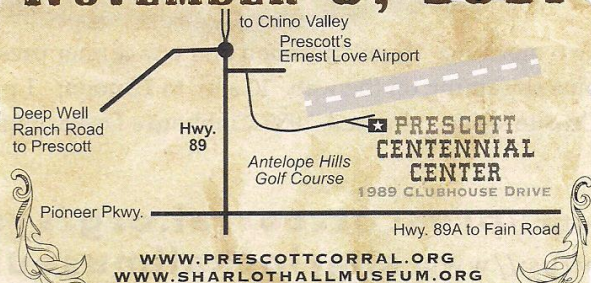 to Chino Valley
Prescott's
Ernest Love Airport
Deep Well
Ranch Road
to Prescott
Hwy.
89
PRESCOTT
CENTENNIAL
CENTER
1989 CLUBHOUSE DRIVE
Antelope Hills
Golf Course
Pioneer Pkwy.
Hwy. 89A to Fain Road
WWW.PRESCOTTCORRAL.ORG
WWW.SHARLOTHALLMUSEUM.ORG